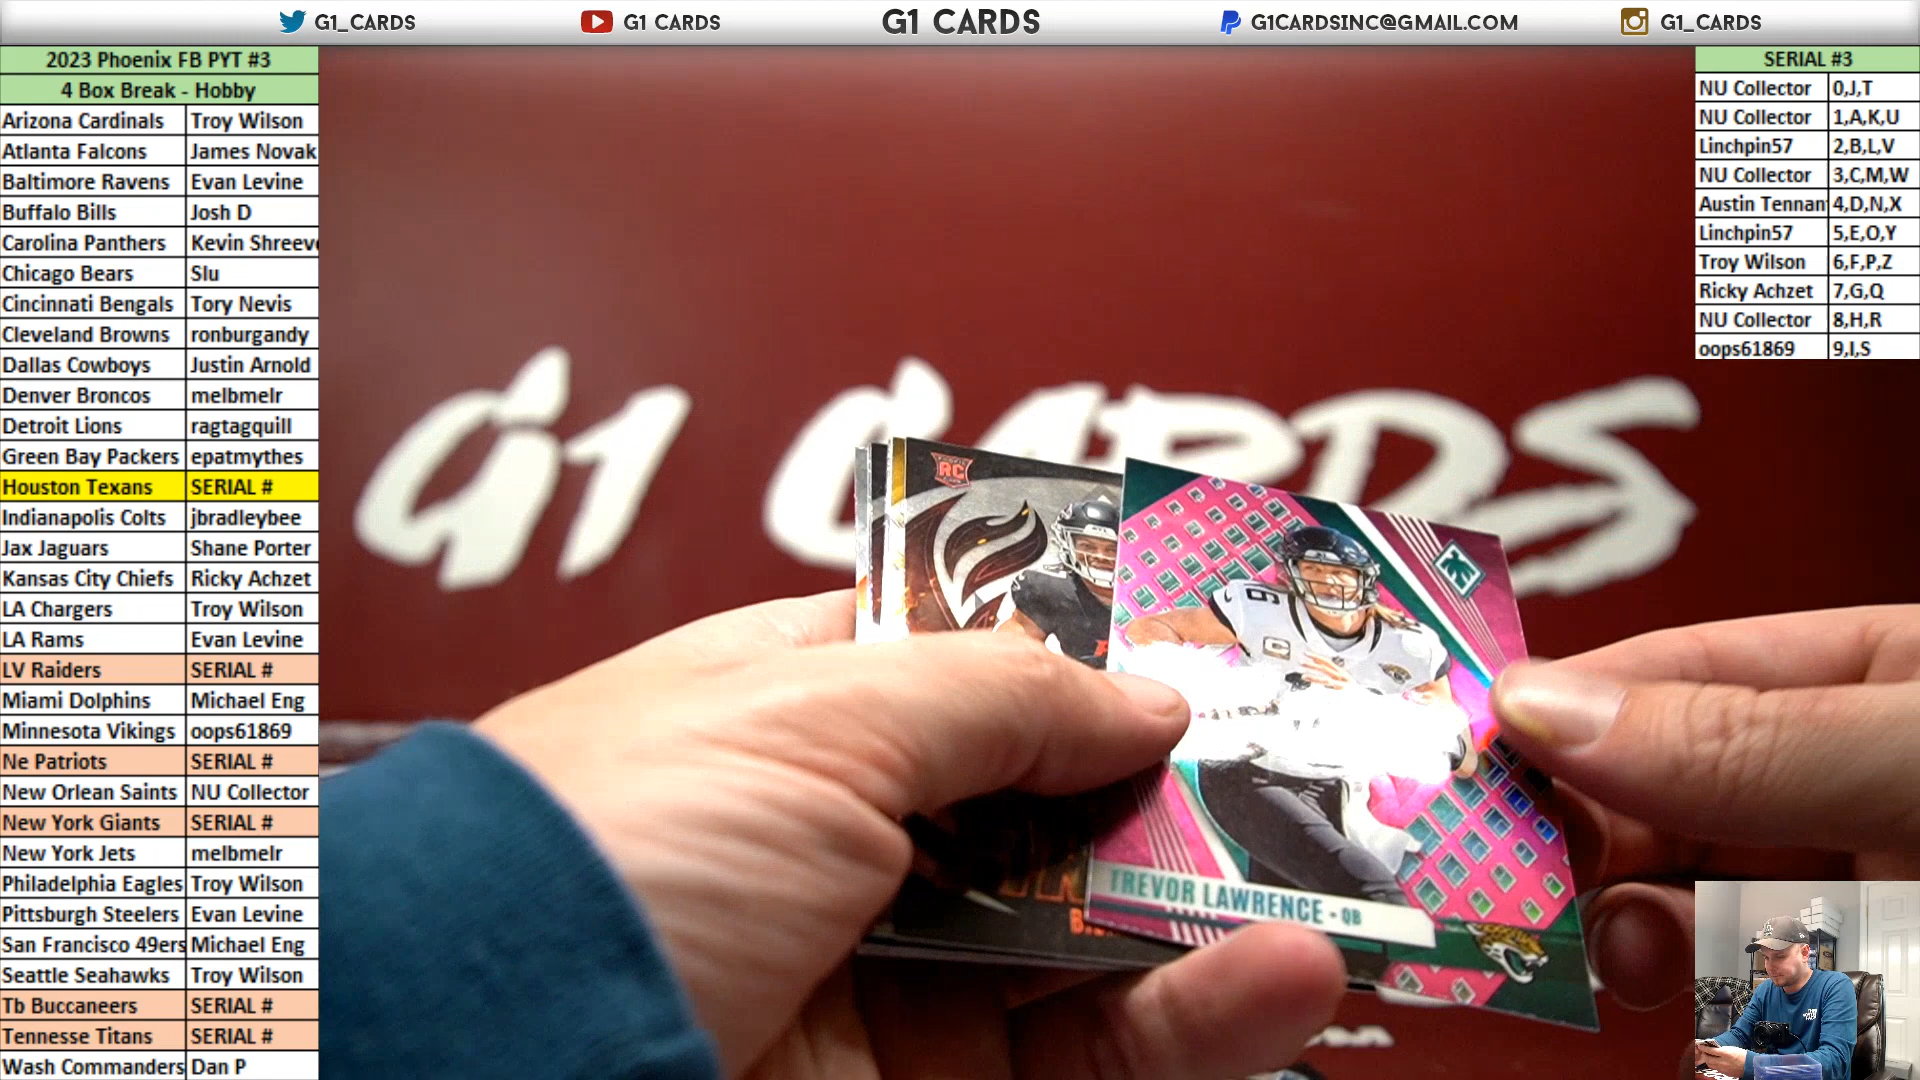 G1_CARDS G1 CARDS G1 CARDS G1CARDSINC@GMAIL.COM G1_CARDS
2023 Phoenix FB PYT #3
4 Box Break - Hobby
Arizona Cardinals Troy Wilson
Atlanta Falcons James Novak
Baltimore Ravens Evan Levine
Buffalo Bills Josh D
Carolina Panthers Kevin Shreeve
Chicago Bears Slu
Cincinnati Bengals Tory Nevis
Cleveland Browns ronburgandy
Dallas Cowboys Justin Arnold
Denver Broncos melbmelr
Detroit Lions ragtagquill
Green Bay Packers epatmythes
Houston Texans SERIAL #
Indianapolis Colts jbradleybee
Jax Jaguars Shane Porter
Kansas City Chiefs Ricky Achzet
LA Chargers Troy Wilson
LA Rams Evan Levine
LV Raiders SERIAL #
Miami Dolphins Michael Eng
Minnesota Vikings oops61869
Ne Patriots SERIAL #
New Orlean Saints NU Collector
New York Giants SERIAL #
New York Jets melbmelr
Philadelphia Eagles Troy Wilson
Pittsburgh Steelers Evan Levine
San Francisco 49ers Michael Eng
Seattle Seahawks Troy Wilson
Tb Buccaneers SERIAL #
Tennesse Titans SERIAL #
Wash Commanders Dan P
SERIAL #3
NU Collector 0,J,T
NU Collector 1,A,K,U
Linchpin57 2,B,L,V
NU Collector 3,C,M,W
Austin Tennan 4,D,N,X
Linchpin57 5,E,O,Y
Troy Wilson 6,F,P,Z
Ricky Achzet 7,G,Q
NU Collector 8,H,R
oops61869 9,I,S
G1 CARDS
RC
16
C
TREVOR LAWRENCE - QB